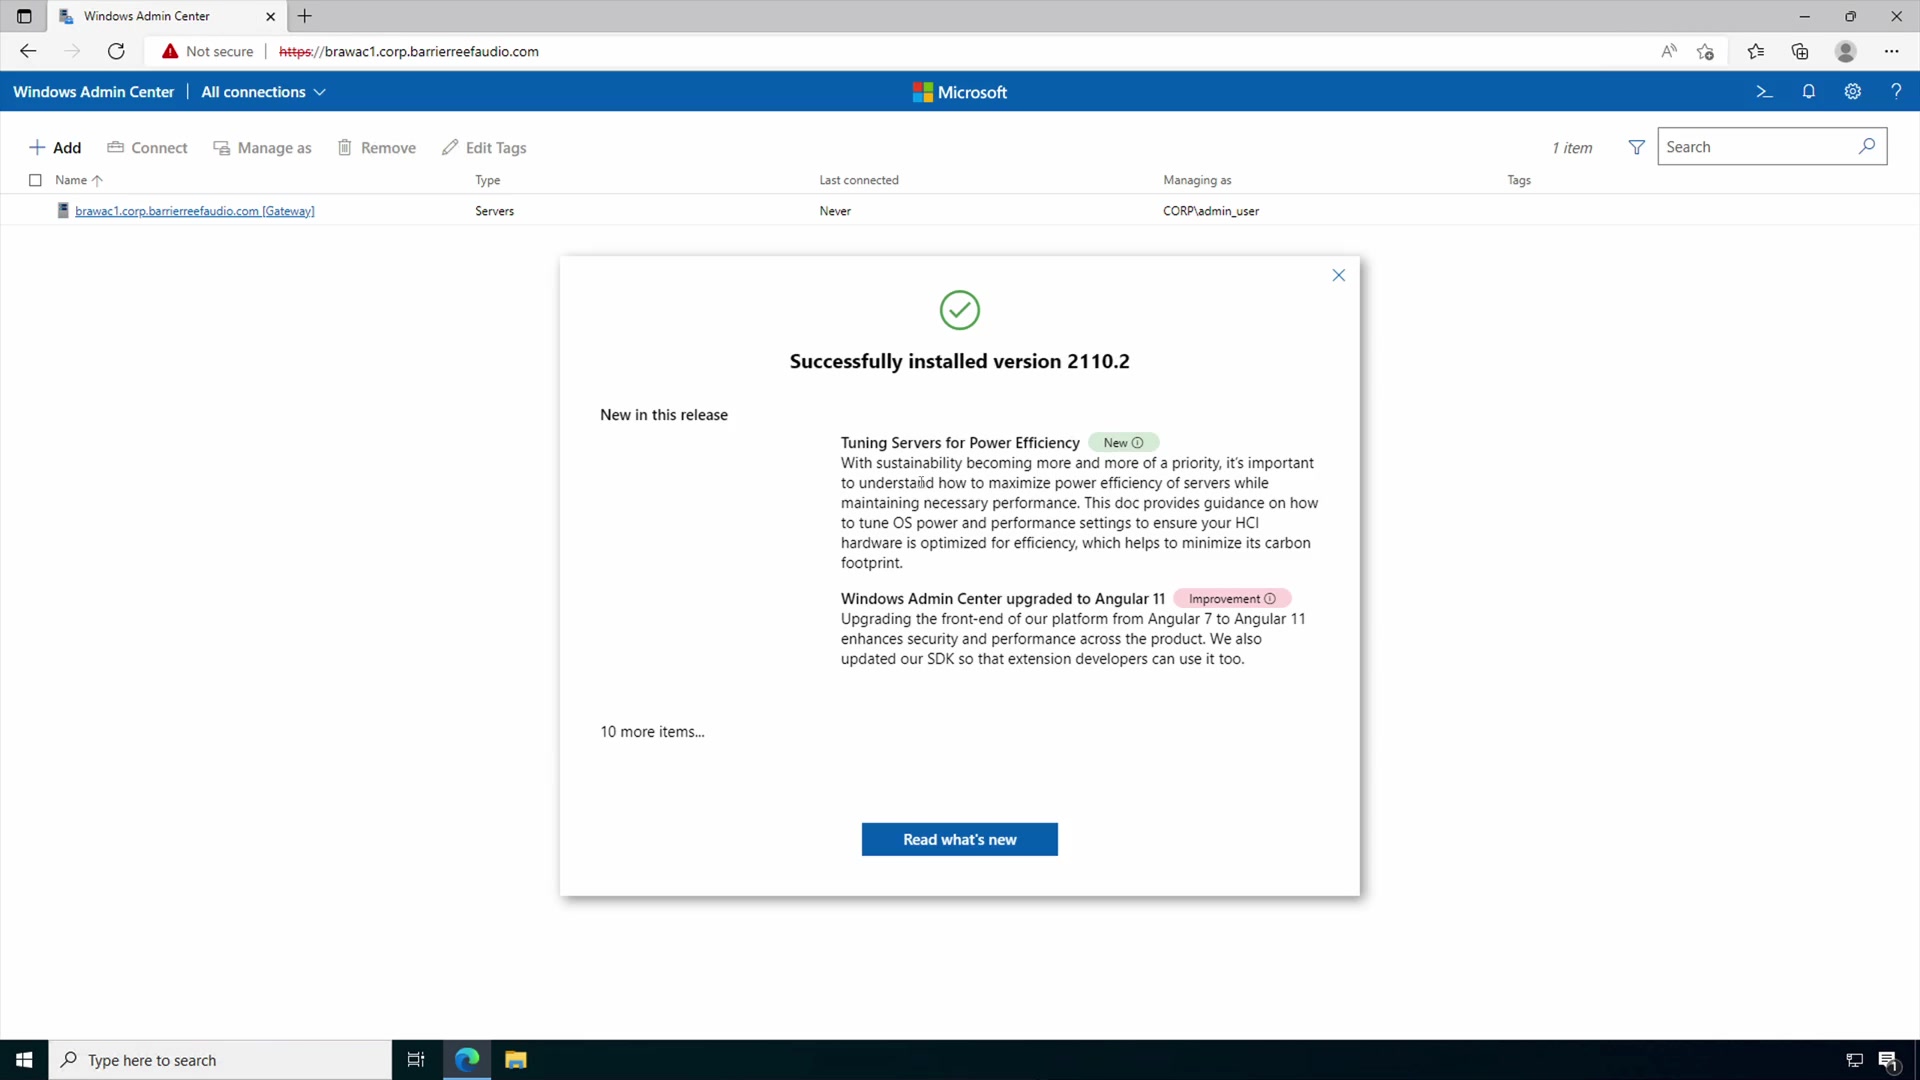 Windows Admin Center
Not secure
https://brawac1.corp.barrierreefaudio.com
Windows Admin Center
All connections
Microsoft
Add
Connect
Manage as
Remove
Edit Tags
1 item
Search
Name
Type
Last connected
Managing as
Tags
brawac1.corp.barrierreefaudio.com [Gateway]
Servers
Never
CORP\admin_user
Successfully installed version 2110.2
New in this release
Tuning Servers for Power Efficiency
New
With sustainability becoming more and more of a priority, it's important
to understand how to maximize power efficiency of servers while
maintaining necessary performance. This doc provides guidance on how
to tune OS power and performance settings to ensure your HCI
hardware is optimized for efficiency, which helps to minimize its carbon
footprint.
Windows Admin Center upgraded to Angular 11
Improvement
Upgrading the front-end of our platform from Angular 7 to Angular 11
enhances security and performance across the product. We also
updated our SDK so that extension developers can use it too.
10 more items...
Read what's new
Type here to search
1